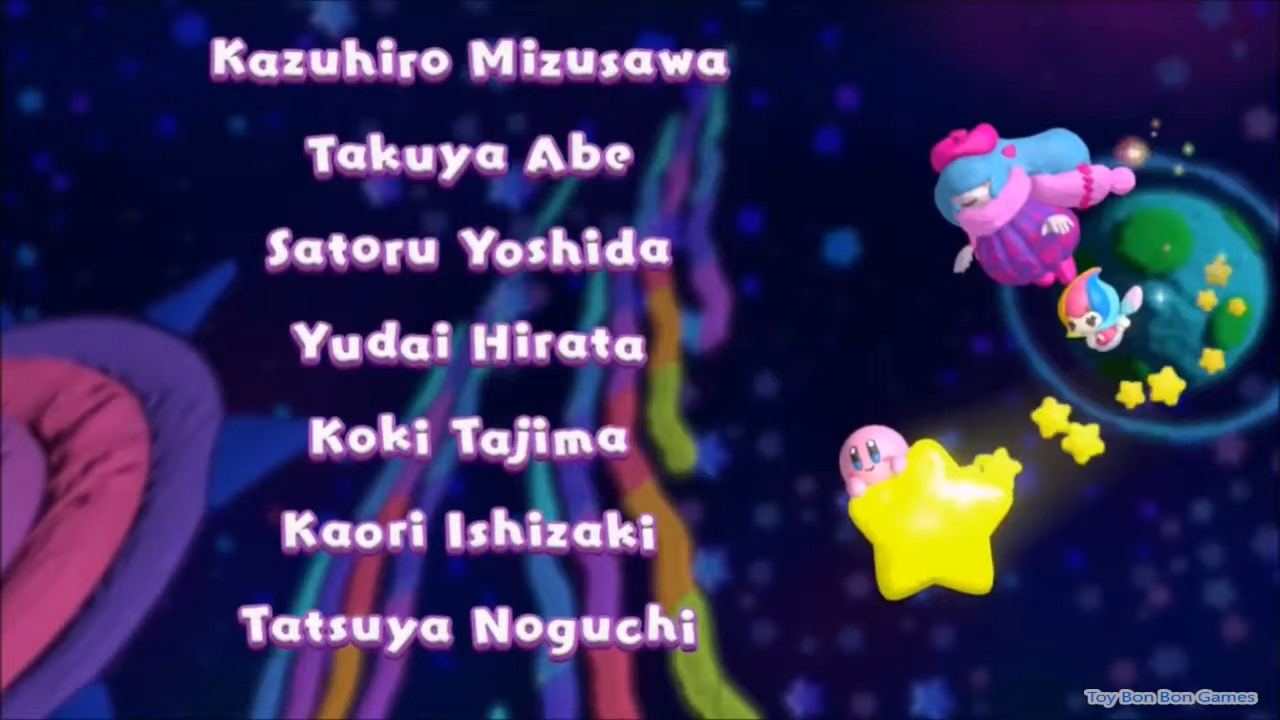 Kazuhiro Mizusawa
Takuya Abe
Satoru Yoshida
Yudai Hirata
Koki Tajima
Kaori Ishizaki
Tatsuya Noguchi
Toy Bon Bon Games